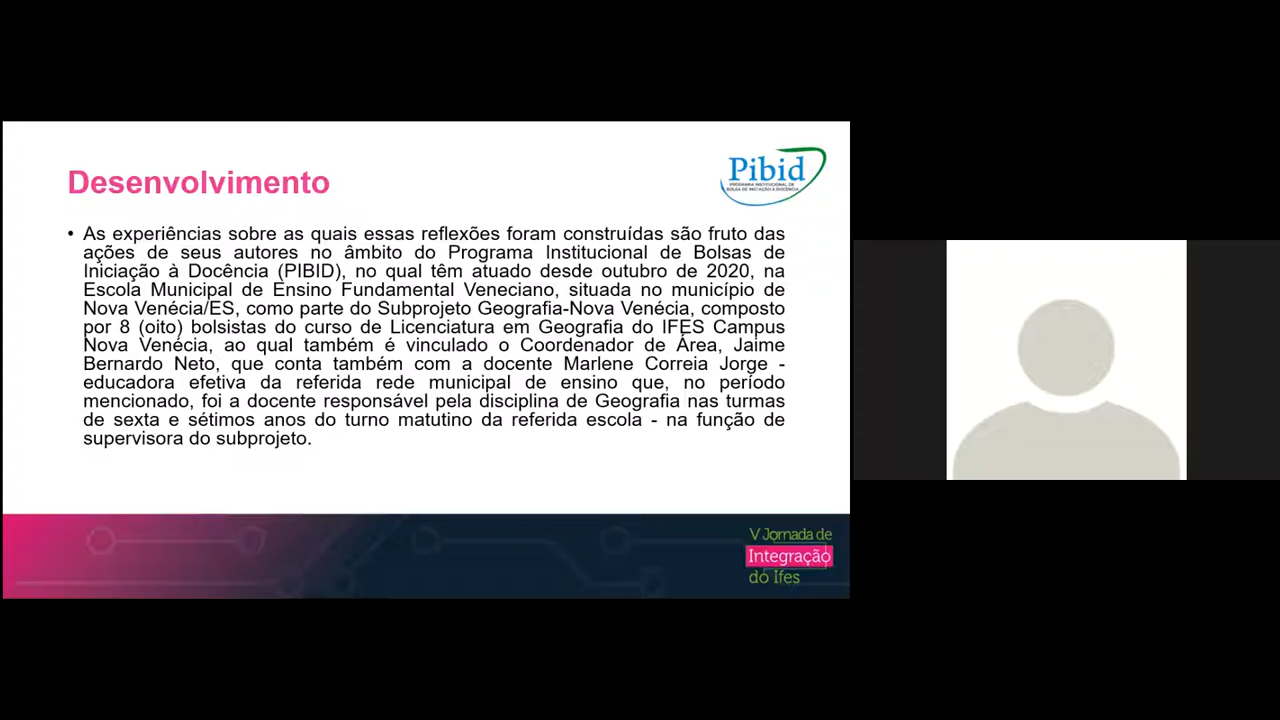 Desenvolvimento
Pibid
PROGRAMA INSTITUCIONAL DE
BOLSA DE INICIAÇÃO À DOCÊNCIA
• As experiências sobre as quais essas reflexões foram construídas são fruto das
ações de seus autores no âmbito do Programa Institucional de Bolsas de
Iniciação à Docência (PIBID), no qual têm atuado desde outubro de 2020, na
Escola Municipal de Ensino Fundamental Veneciano, situada no município de
Nova Venécia/ES, como parte do Subprojeto Geografia-Nova Venécia, composto
por 8 (oito) bolsistas do curso de Licenciatura em Geografia do IFES Campus
Nova Venécia, ao qual também é vinculado o Coordenador de Área, Jaime
Bernardo Neto, que conta também com a docente Marlene Correia Jorge -
educadora efetiva da referida rede municipal de ensino que, no período
mencionado, foi a docente responsável pela disciplina de Geografia nas turmas
de sexta e sétimos anos do turno matutino da referida escola - na função de
supervisora do subprojeto.
V Jornada de
Integração
do Ifes